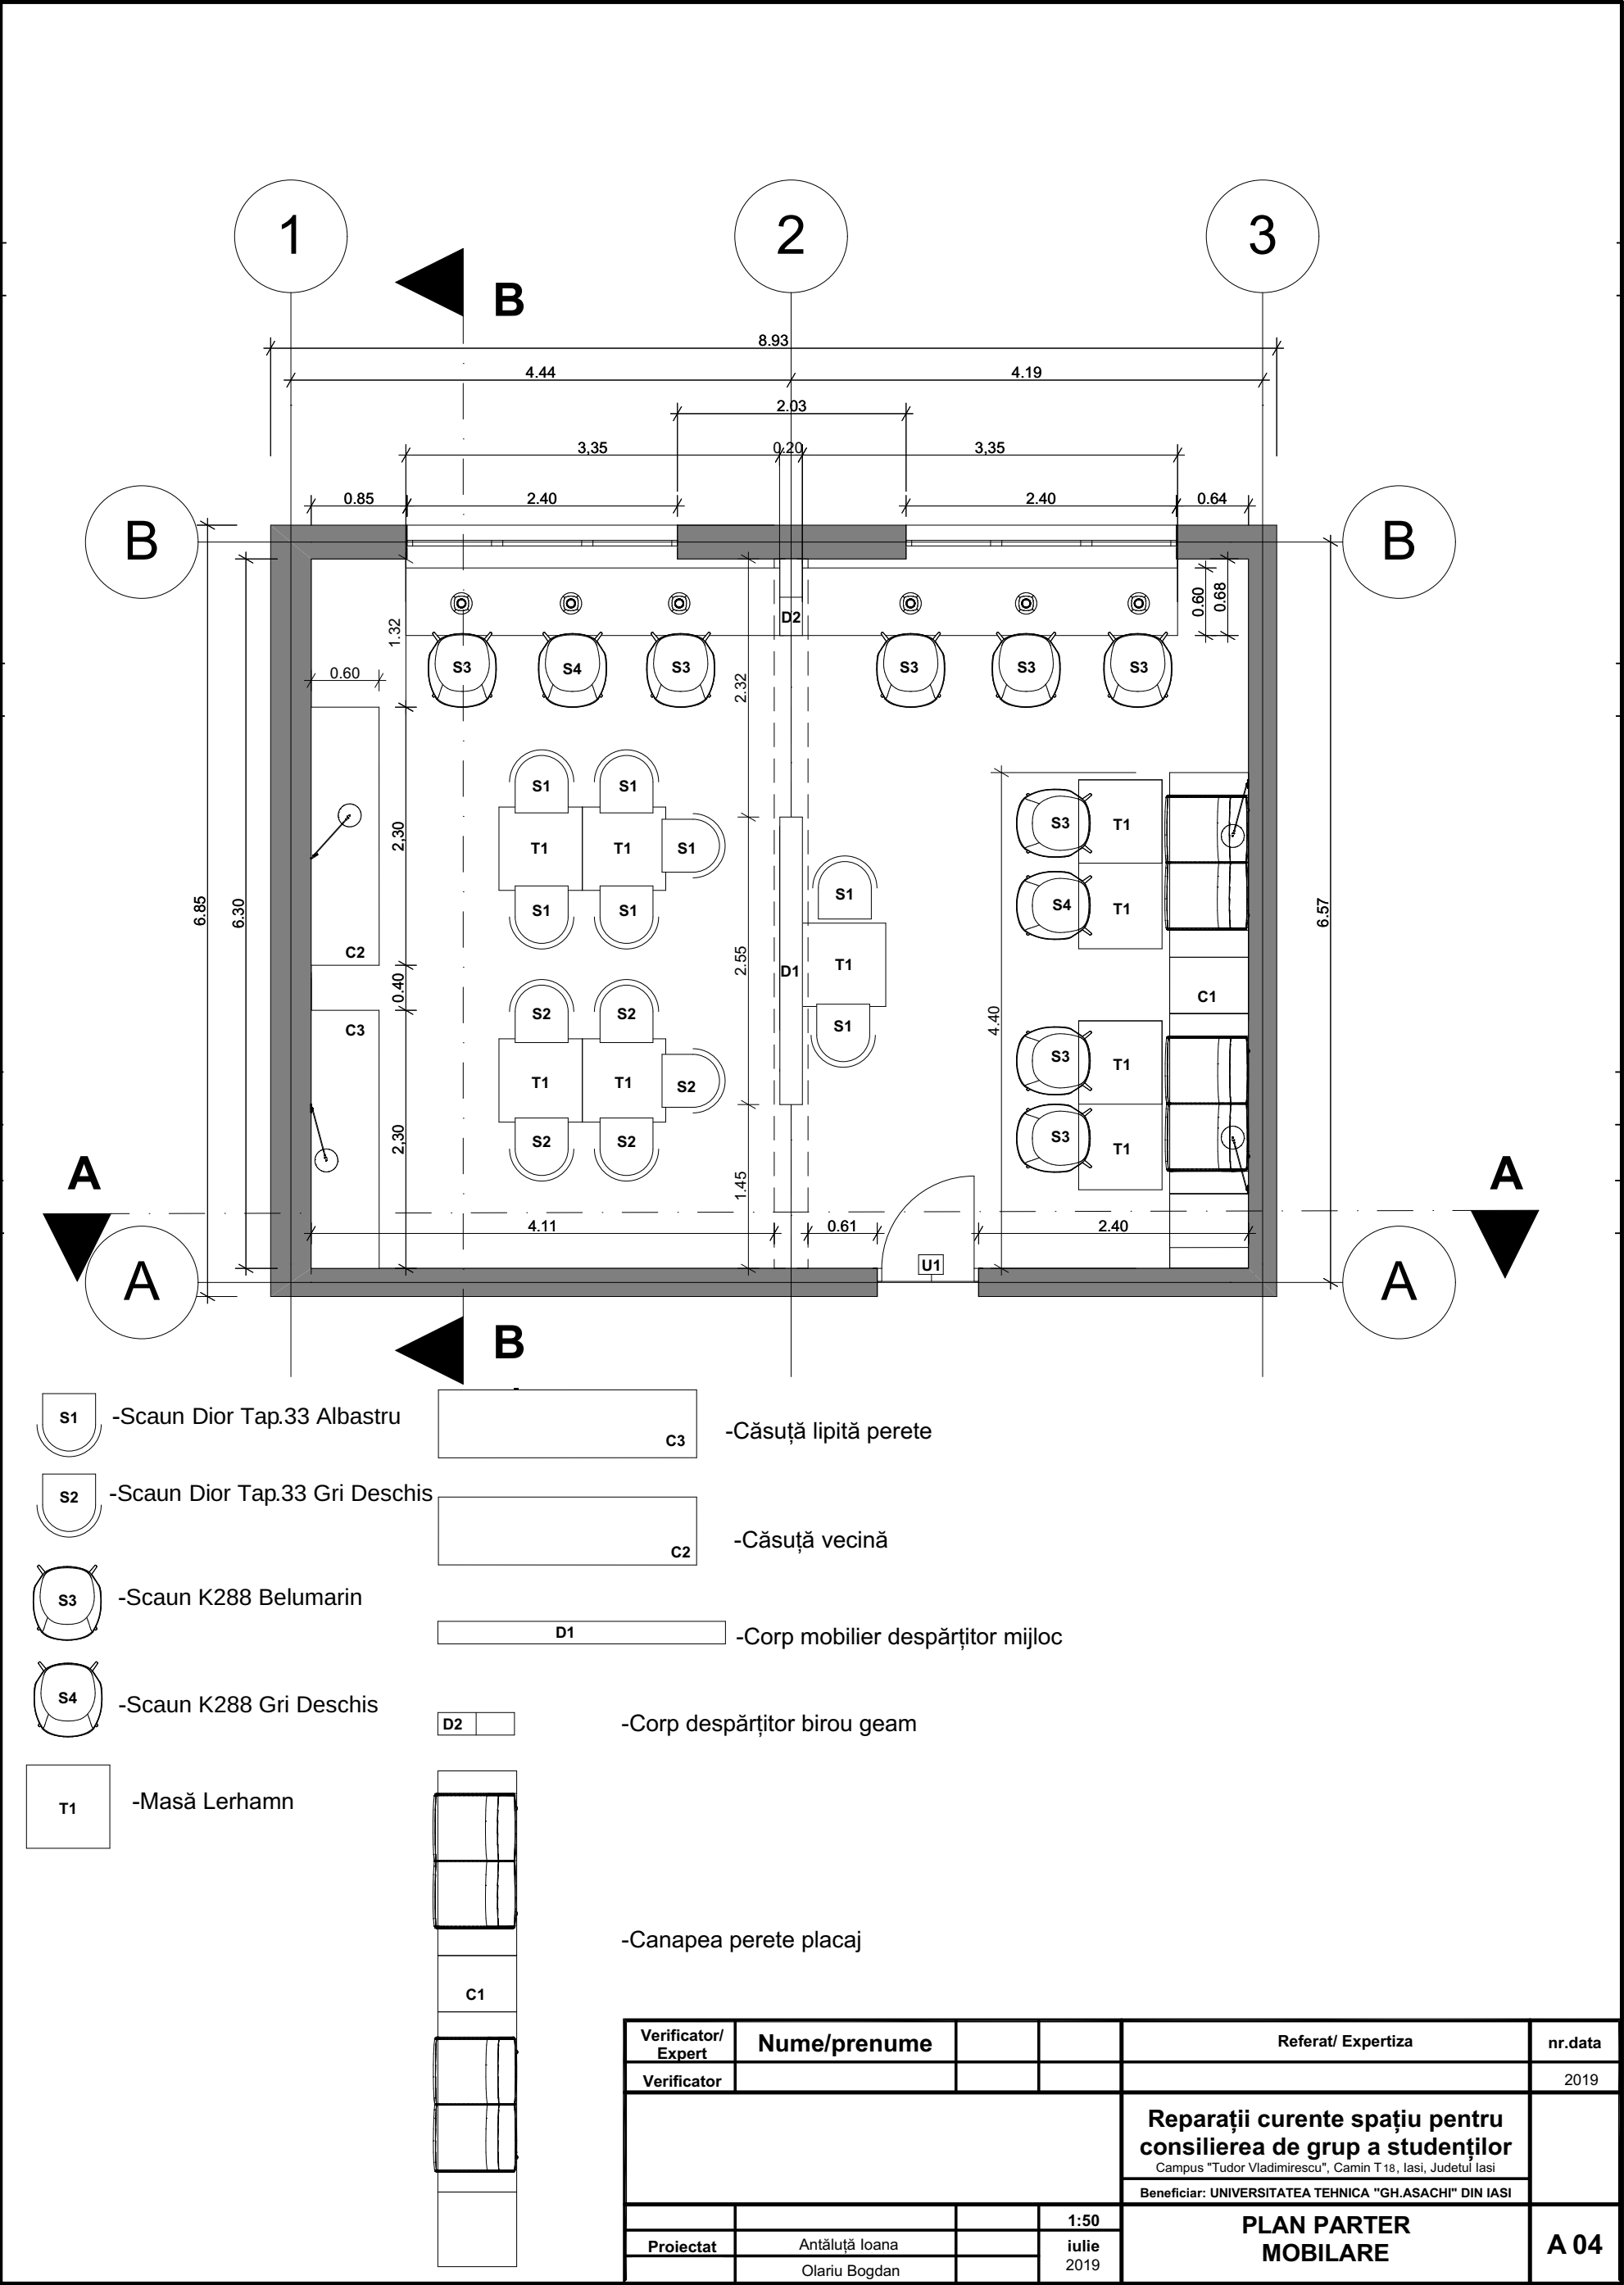 1
2
3
B
8.93
4.44
4.19
2.03
3,35
0.20
3,35
0.85
2.40
2.40
0.64
B
B
D2
0.60
0.68
1.32
S3
S4
S3
S3
S3
S3
0.60
2.32
S1
S1
S3
T1
2,30
T1
T1
S1
S1
S4
T1
S1
S1
6.85
6.30
6.57
C2
2.55
D1
T1
0.40
C1
C3
S2
S2
S1
4.40
S3
T1
T1
T1
S2
2,30
S2
S2
S3
T1
A
A
1.45
4.11
0.61
2.40
U1
A
A
B
S1
-Scaun Dior Tap.33 Albastru
C3
-Căsuță lipită perete
S2
-Scaun Dior Tap.33 Gri Deschis
C2
-Căsuță vecină
S3
-Scaun K288 Belumarin
D1
-Corp mobilier despărțitor mijloc
S4
-Scaun K288 Gri Deschis
D2
-Corp despărțitor birou geam
T1
-Masă Lerhamn
-Canapea perete placaj
C1
Verificator/
Expert
Nume/prenume
Referat/ Expertiza
nr.data
Verificator
2019
Reparații curente spațiu pentru
consilierea de grup a studenților
Campus "Tudor Vladimirescu", Camin T18, Iasi, Judetul Iasi
Beneficiar: UNIVERSITATEA TEHNICA "GH.ASACHI" DIN IASI
1:50
PLAN PARTER
MOBILARE
A 04
Proiectat
Antăluță Ioana
iulie
2019
Olariu Bogdan